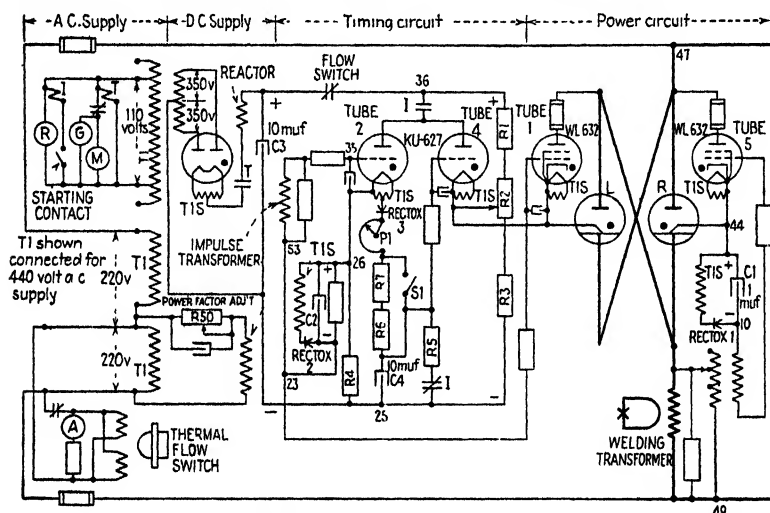 A.C. Supply
DC Supply
Timing circuit
Power circuit
I
T
R
G
M
STARTING
CONTACT
110
volts
T1
350v
350v
T1S
REACTOR
T
10 muf
C3
+
FLOW
SWITCH
36
I
+
TUBE
2
KU-627
TUBE
4
35
T1S
T1S
RECTOX
3
P1
R1
R2
R3
TUBE
1
WL 632
T1S
L
R
47
WL 632
TUBE
5
T1S
44
T1 shown
connected for
440 volt a c
supply
220v
T1
220v
T1
IMPULSE
TRANSFORMER
53
T1S
26
+
C2
-
RECTOX
2
23
R4
R7
R6
S1
10muf
C4
25
R5
I
-
-
POWER FACTOR ADJ'T
R50
A
THERMAL
FLOW
SWITCH
T1S
+
C1
1
muf
-
10
RECTOX 1
WELDING
TRANSFORMER
49